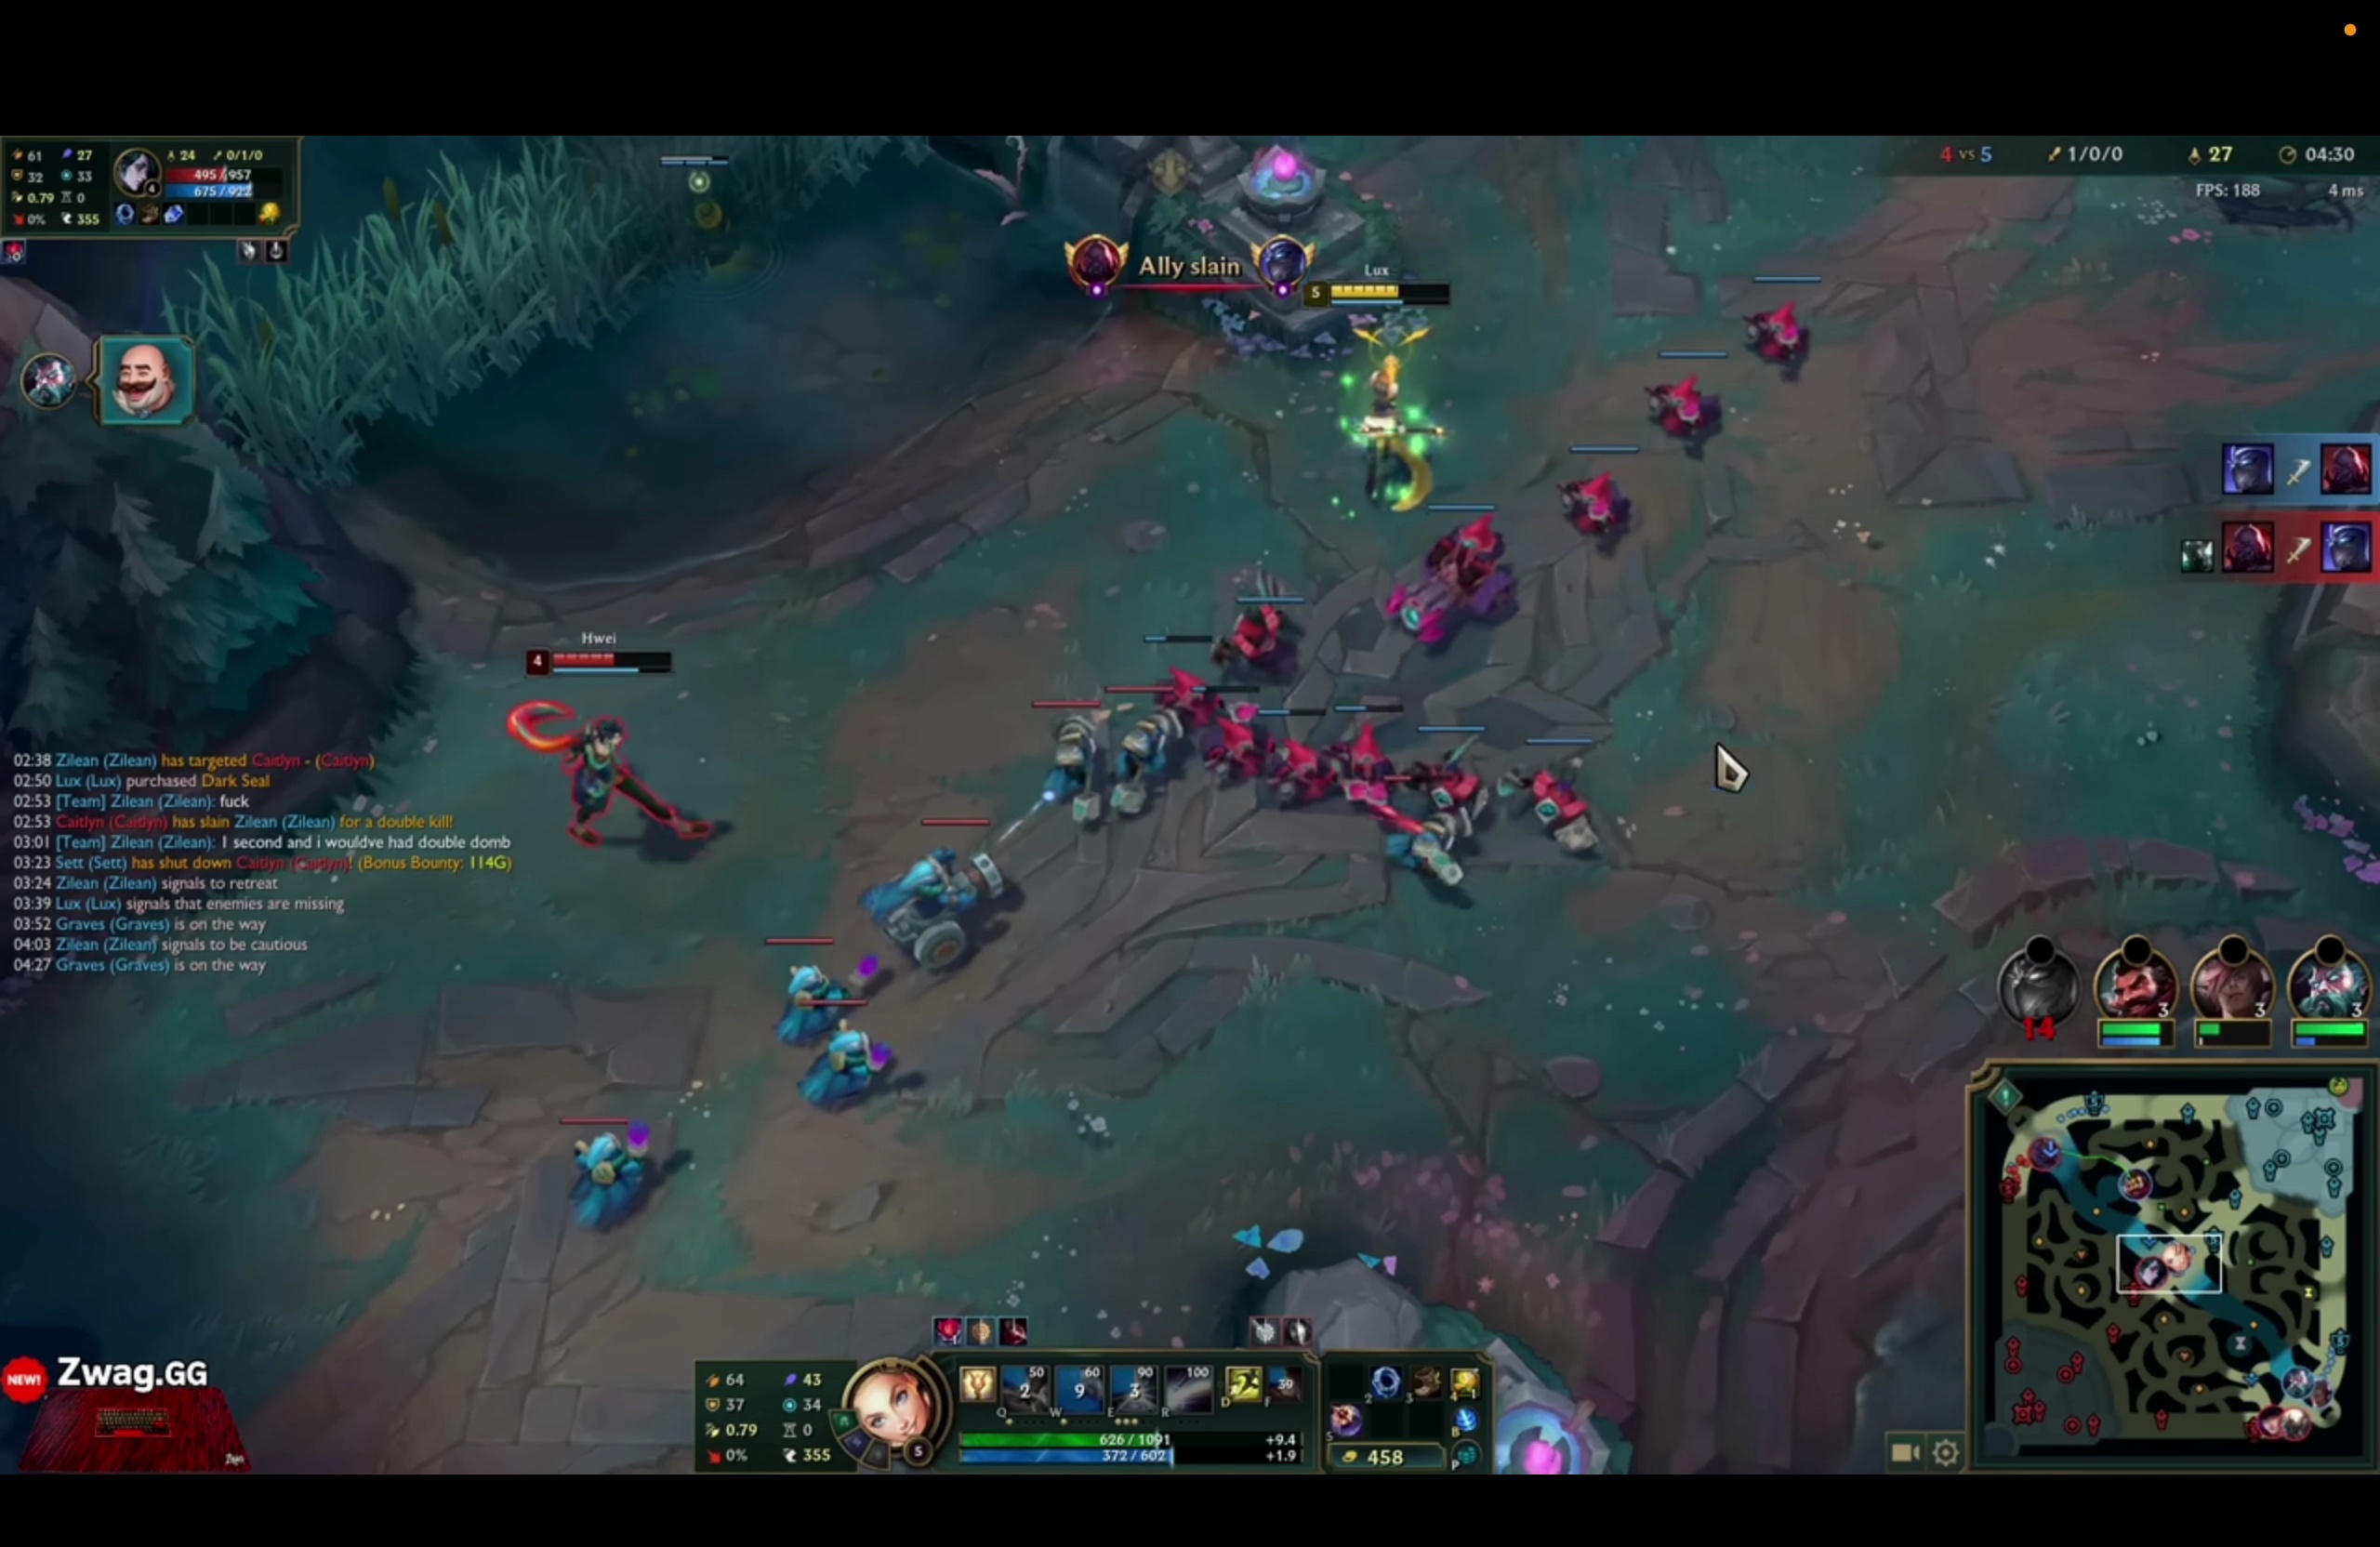 61 27 24 0/1/0
32 33 495 / 957
4 675 / 922
0.79 0
0% 355
4 vs 5 1/0/0 27 04:30
FPS: 188 4 ms
Ally slain
Lux
5
Hwei
4
02:38 Zilean (Zilean) has targeted Caitlyn - (Caitlyn)
02:50 Lux (Lux) purchased Dark Seal
02:53 [Team] Zilean (Zilean): fuck
02:53 Caitlyn (Caitlyn) has slain Zilean (Zilean) for a double kill!
03:01 [Team] Zilean (Zilean): 1 second and i wouldve had double domb
03:23 Sett (Sett) has shut down Caitlyn (Caitlyn)! (Bonus Bounty: 114G)
03:24 Zilean (Zilean) signals to retreat
03:39 Lux (Lux) signals that enemies are missing
03:52 Graves (Graves) is on the way
04:03 Zilean (Zilean) signals to be cautious
04:27 Graves (Graves) is on the way
3 3 3
14
NEW! Zwag.GG
64 43
37 34
0.79 0
0% 355
5
50 60 90 100
2 9 3 39
Q W E R D F
626 / 1091 +9.4
372 / 602 +1.9
2 3 4 1
5 B
458 P